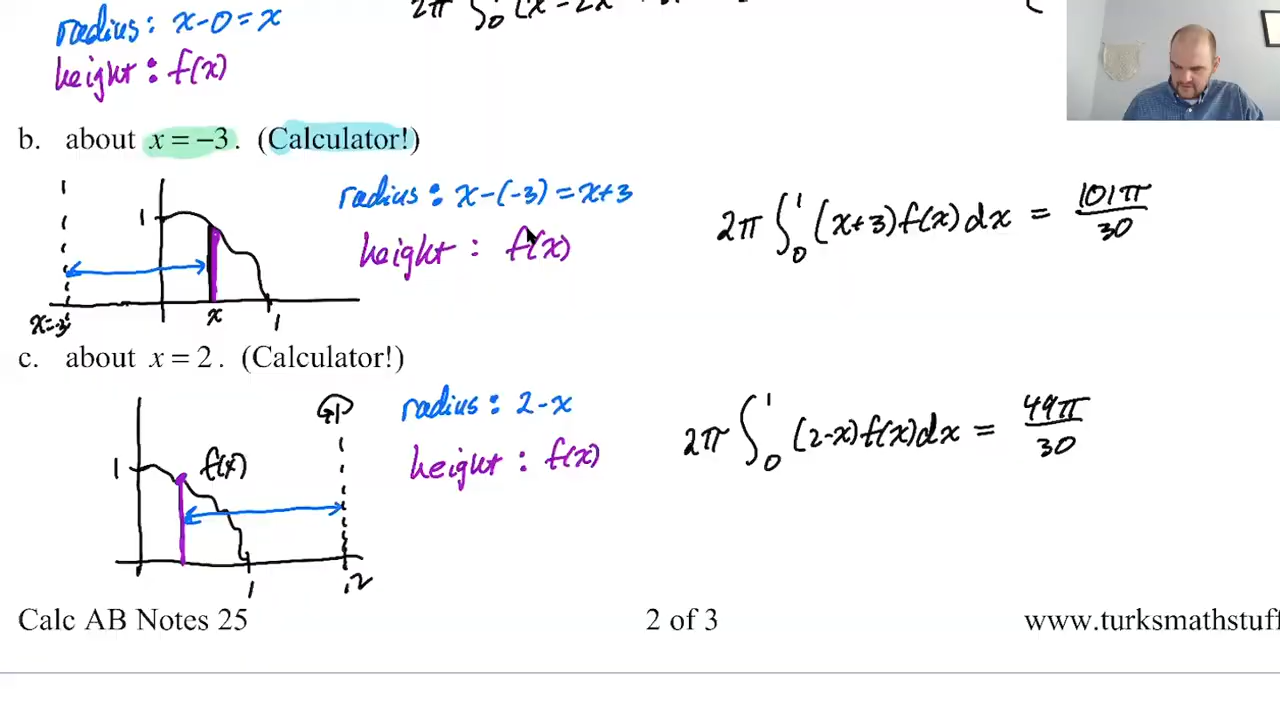 radius: x-0=x
height: f(x)
b. about x = −3. (Calculator!)
radius: x-(-3) = x+3
height: f(x)
2π ∫₀¹ (x+3)f(x)dx = 101π/30
1
x=-3
x
1
c. about x = 2. (Calculator!)
radius: 2-x
height: f(x)
2π ∫₀¹ (2-x)f(x)dx = 49π/30
1
f(x)
1
2
Calc AB Notes 25
2 of 3
www.turksmathstuff